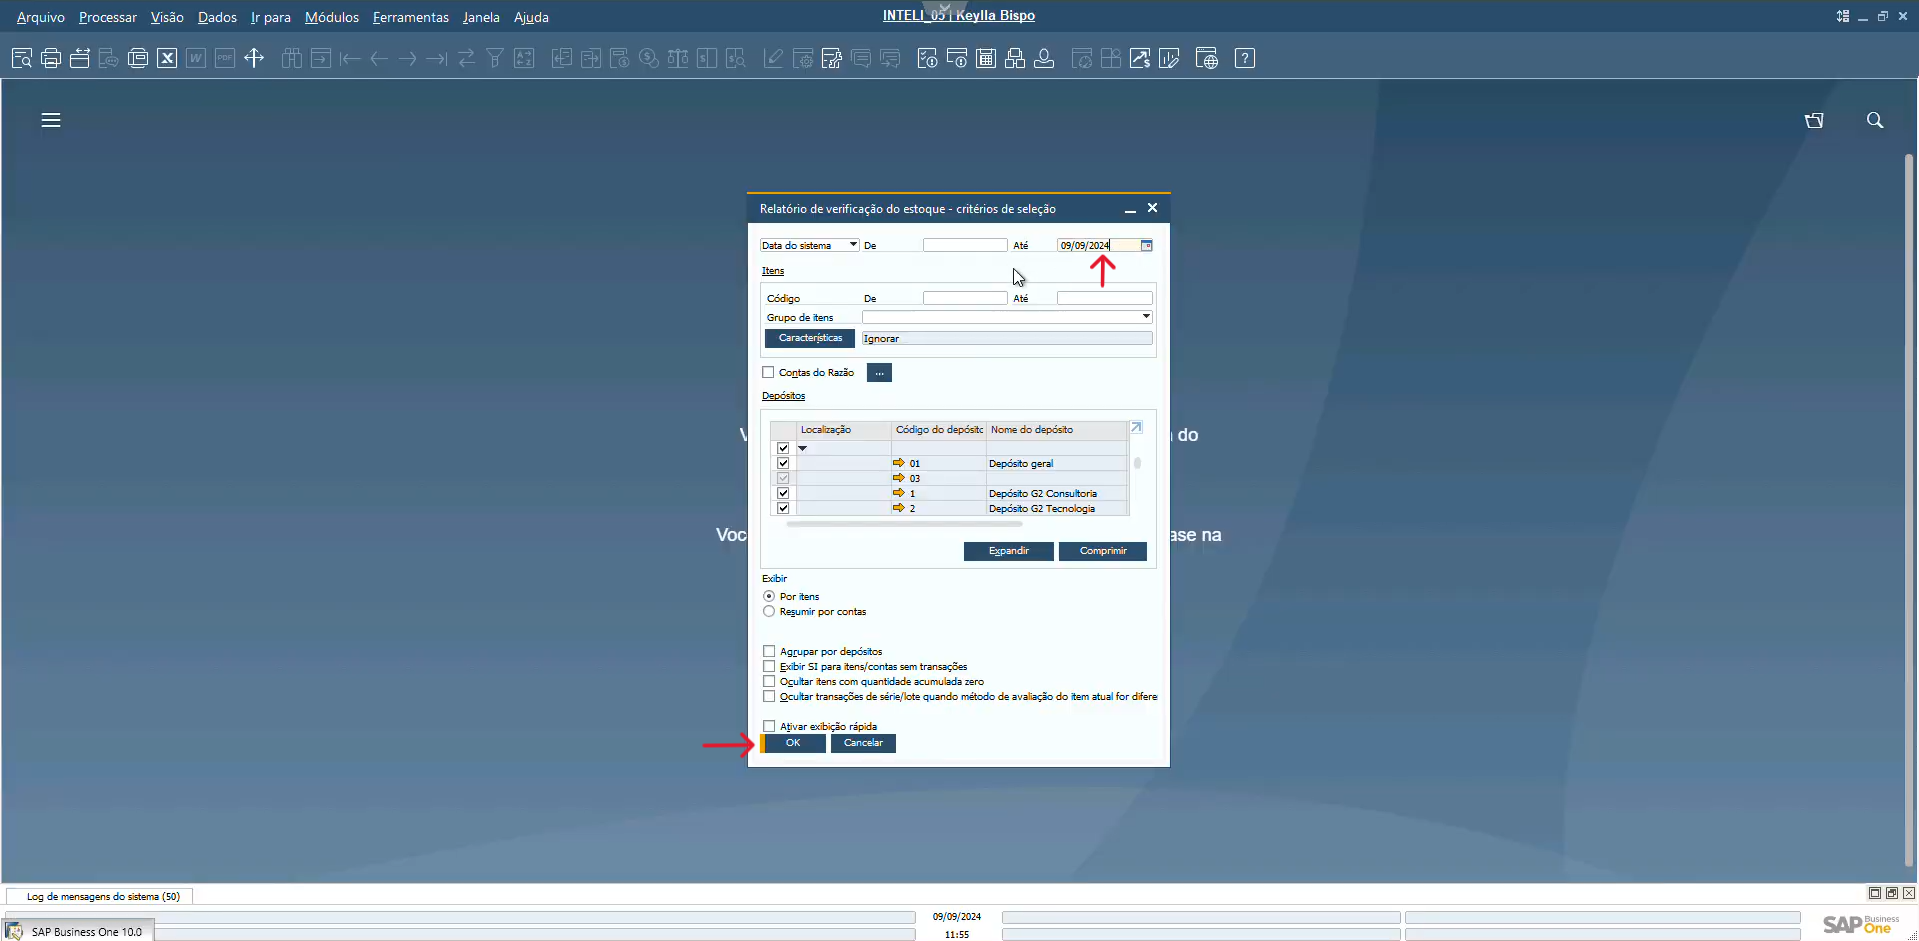 Arquivo Processar Visão Dados Ir para Módulos Ferramentas Janela Ajuda
INTELI_05 | Keylla Bispo
Relatório de verificação do estoque - critérios de seleção
Data do sistema De Até 09/09/2024
Itens
Código De Até
Grupo de itens
Características Ignorar
Contas do Razão ...
Depósitos
Localização Código do depósitc Nome do depósito
01 Depósito geral
03
1 Depósito G2 Consultoria
2 Depósito G2 Tecnologia
V do
Voc ase na
Expandir Comprimir
Exibir
Por itens
Resumir por contas
Agrupar por depósitos
Exibir SI para itens/contas sem transações
Ocultar itens com quantidade acumulada zero
Ocultar transações de série/lote quando método de avaliação do item atual for difere
Ativar exibição rápida
OK Cancelar
Log de mensagens do sistema (50)
09/09/2024
SAP Business One 10.0 11:55
SAP Business One